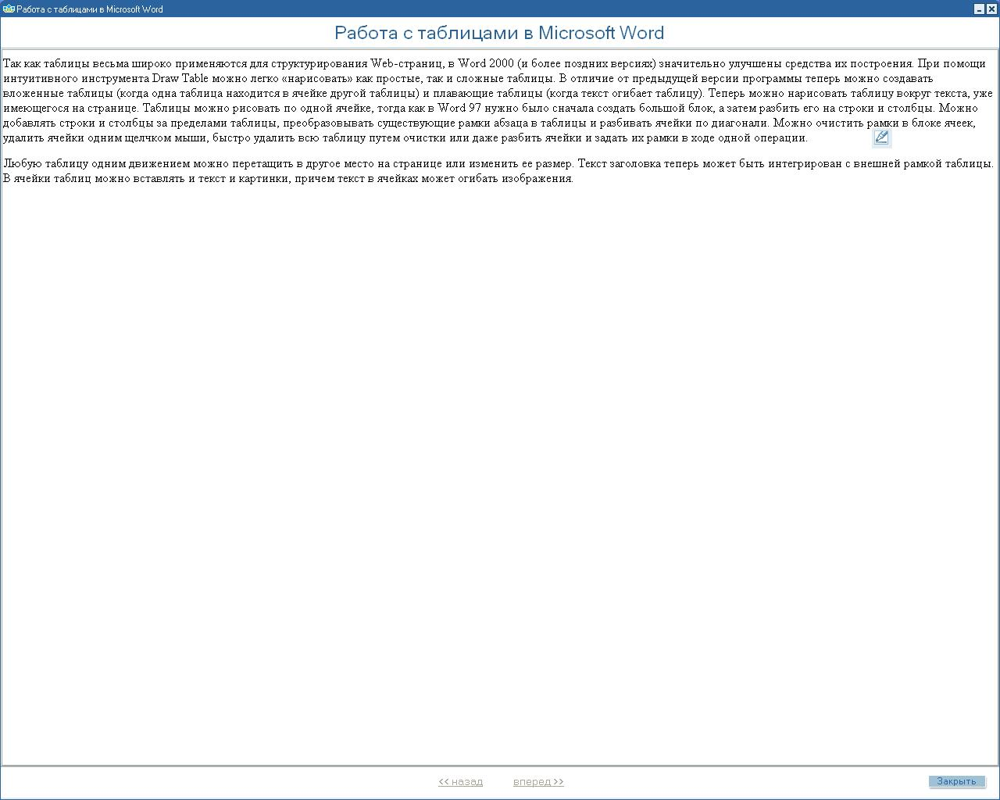 Работа с таблицами в Microsoft Word
Работа с таблицами в Microsoft Word
Так как таблицы весьма широко применяются для структурирования Web-страниц, в Word 2000 (и более поздних версиях) значительно улучшены средства их построения. При помощи
интуитивного инструмента Draw Table можно легко «нарисовать» как простые, так и сложные таблицы. В отличие от предыдущей версии программы теперь можно создавать
вложенные таблицы (когда одна таблица находится в ячейке другой таблицы) и плавающие таблицы (когда текст огибает таблицу). Теперь можно нарисовать таблицу вокруг текста, уже
имеющегося на странице. Таблицы можно рисовать по одной ячейке, тогда как в Word 97 нужно было сначала создать большой блок, а затем разбить его на строки и столбцы. Можно
добавлять строки и столбцы за пределами таблицы, преобразовывать существующие рамки абзаца в таблицы и разбивать ячейки по диагонали. Можно очистить рамки в блоке ячеек,
удалить ячейки одним щелчком мыши, быстро удалить всю таблицу путем очистки или даже разбить ячейки и задать их рамки в ходе одной операции.
Любую таблицу одним движением можно перетащить в другое место на странице или изменить ее размер. Текст заголовка теперь может быть интегрирован с внешней рамкой таблицы.
В ячейки таблиц можно вставлять и текст и картинки, причем текст в ячейках может огибать изображения.
<< назад вперед >> Закрыть